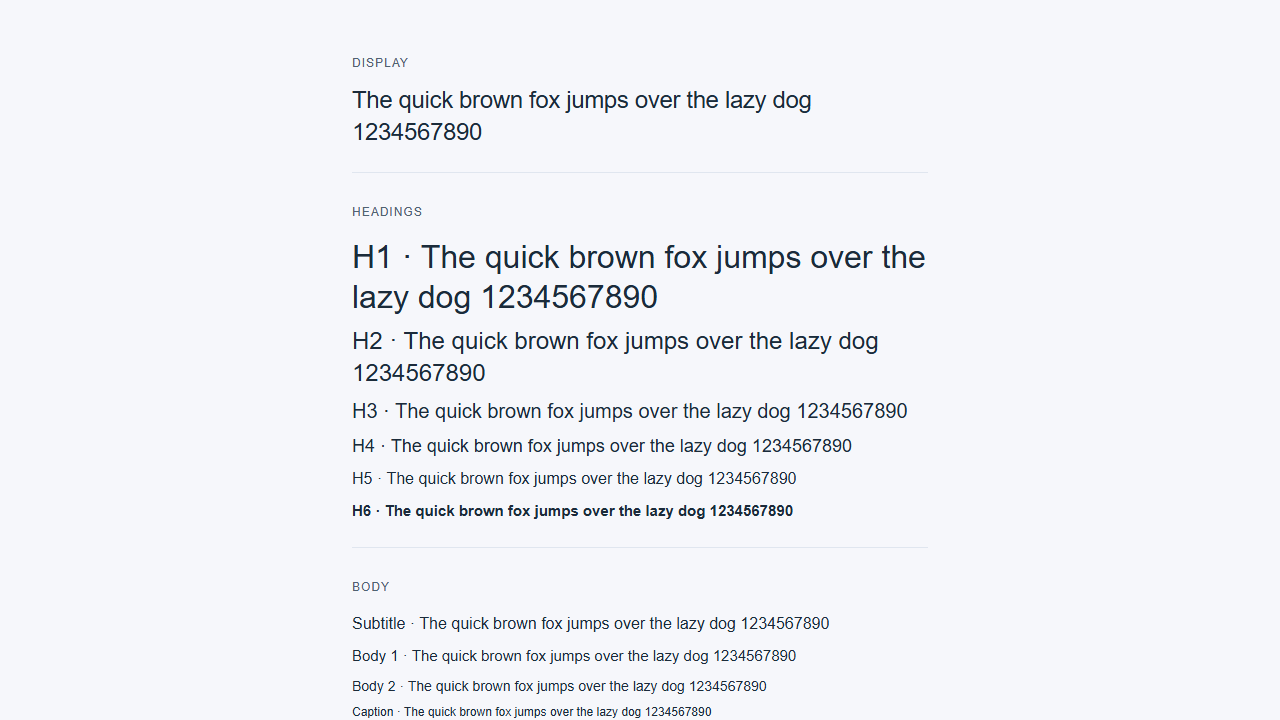 DISPLAY
The quick brown fox jumps over the lazy dog
1234567890
HEADINGS
H1 · The quick brown fox jumps over the
lazy dog 1234567890
H2 · The quick brown fox jumps over the lazy dog
1234567890
H3 · The quick brown fox jumps over the lazy dog 1234567890
H4 · The quick brown fox jumps over the lazy dog 1234567890
H5 · The quick brown fox jumps over the lazy dog 1234567890
H6 · The quick brown fox jumps over the lazy dog 1234567890
BODY
Subtitle · The quick brown fox jumps over the lazy dog 1234567890
Body 1 · The quick brown fox jumps over the lazy dog 1234567890
Body 2 · The quick brown fox jumps over the lazy dog 1234567890
Caption · The quick brown fox jumps over the lazy dog 1234567890